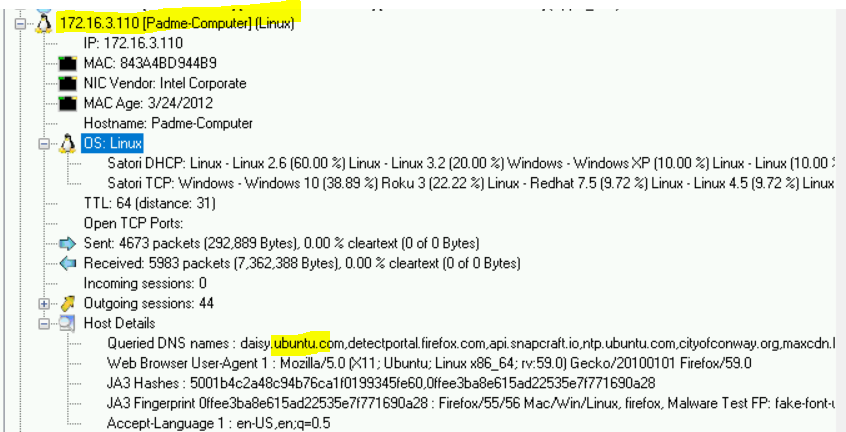 172.16.3.110 [Padme-Computer] (Linux)
IP: 172.16.3.110
MAC: 843A4BD944B9
NIC Vendor: Intel Corporate
MAC Age: 3/24/2012
Hostname: Padme-Computer
OS: Linux
Satori DHCP: Linux - Linux 2.6 (60.00 %) Linux - Linux 3.2 (20.00 %) Windows - Windows XP (10.00 %) Linux - Linux (10.00
Satori TCP: Windows - Windows 10 (38.89 %) Roku 3 (22.22 %) Linux - Redhat 7.5 (9.72 %) Linux - Linux 4.5 (9.72 %) Linux
TTL: 64 (distance: 31)
Open TCP Ports:
Sent: 4673 packets (292,889 Bytes), 0.00 % cleartext (0 of 0 Bytes)
Received: 5983 packets (7,362,388 Bytes), 0.00 % cleartext (0 of 0 Bytes)
Incoming sessions: 0
Outgoing sessions: 44
Host Details
Queried DNS names : daisy.ubuntu.com,detectportal.firefox.com,api.snapcraft.io,ntp.ubuntu.com,cityofconway.org,maxcdn.
Web Browser User-Agent 1 : Mozilla/5.0 (X11; Ubuntu; Linux x86_64; rv:59.0) Gecko/20100101 Firefox/59.0
JA3 Hashes : 5001b4c2a48c94b76ca1f0199345fe60,0ffee3ba8e615ad22535e7f771690a28
JA3 Fingerprint 0ffee3ba8e615ad22535e7f771690a28 : Firefox/55/56 Mac/Win/Linux, firefox, Malware Test FP: fake-font-
Accept-Language 1 : en-US,en;q=0.5